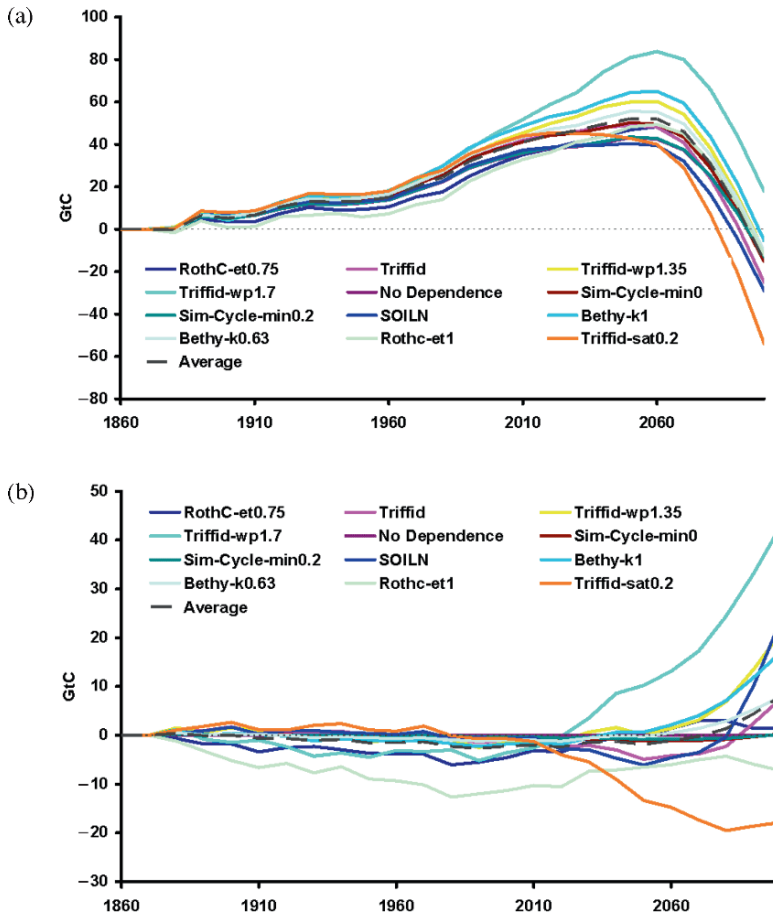 (a)
100
80
60
40
20
0
−20
−40
−60
−80
GtC
RothC-et0.75 Triffid Triffid-wp1.35
Triffid-wp1.7 No Dependence Sim-Cycle-min0
Sim-Cycle-min0.2 SOILN Bethy-k1
Bethy-k0.63 Rothc-et1 Triffid-sat0.2
Average
1860 1910 1960 2010 2060
(b)
50
40
30
20
10
0
−10
−20
−30
GtC
RothC-et0.75 Triffid Triffid-wp1.35
Triffid-wp1.7 No Dependence Sim-Cycle-min0
Sim-Cycle-min0.2 SOILN Bethy-k1
Bethy-k0.63 Rothc-et1 Triffid-sat0.2
Average
1860 1910 1960 2010 2060